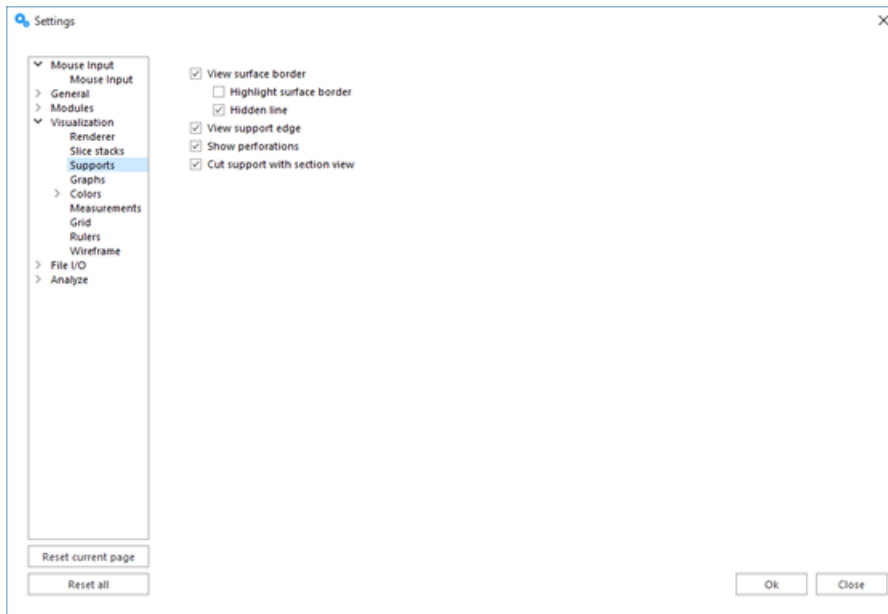 Settings
Mouse Input
Mouse Input
General
Modules
Visualization
Renderer
Slice stacks
Supports
Graphs
Colors
Measurements
Grid
Rulers
Wireframe
File I/O
Analyze
View surface border
Highlight surface border
Hidden line
View support edge
Show perforations
Cut support with section view
Reset current page
Reset all
Ok
Close